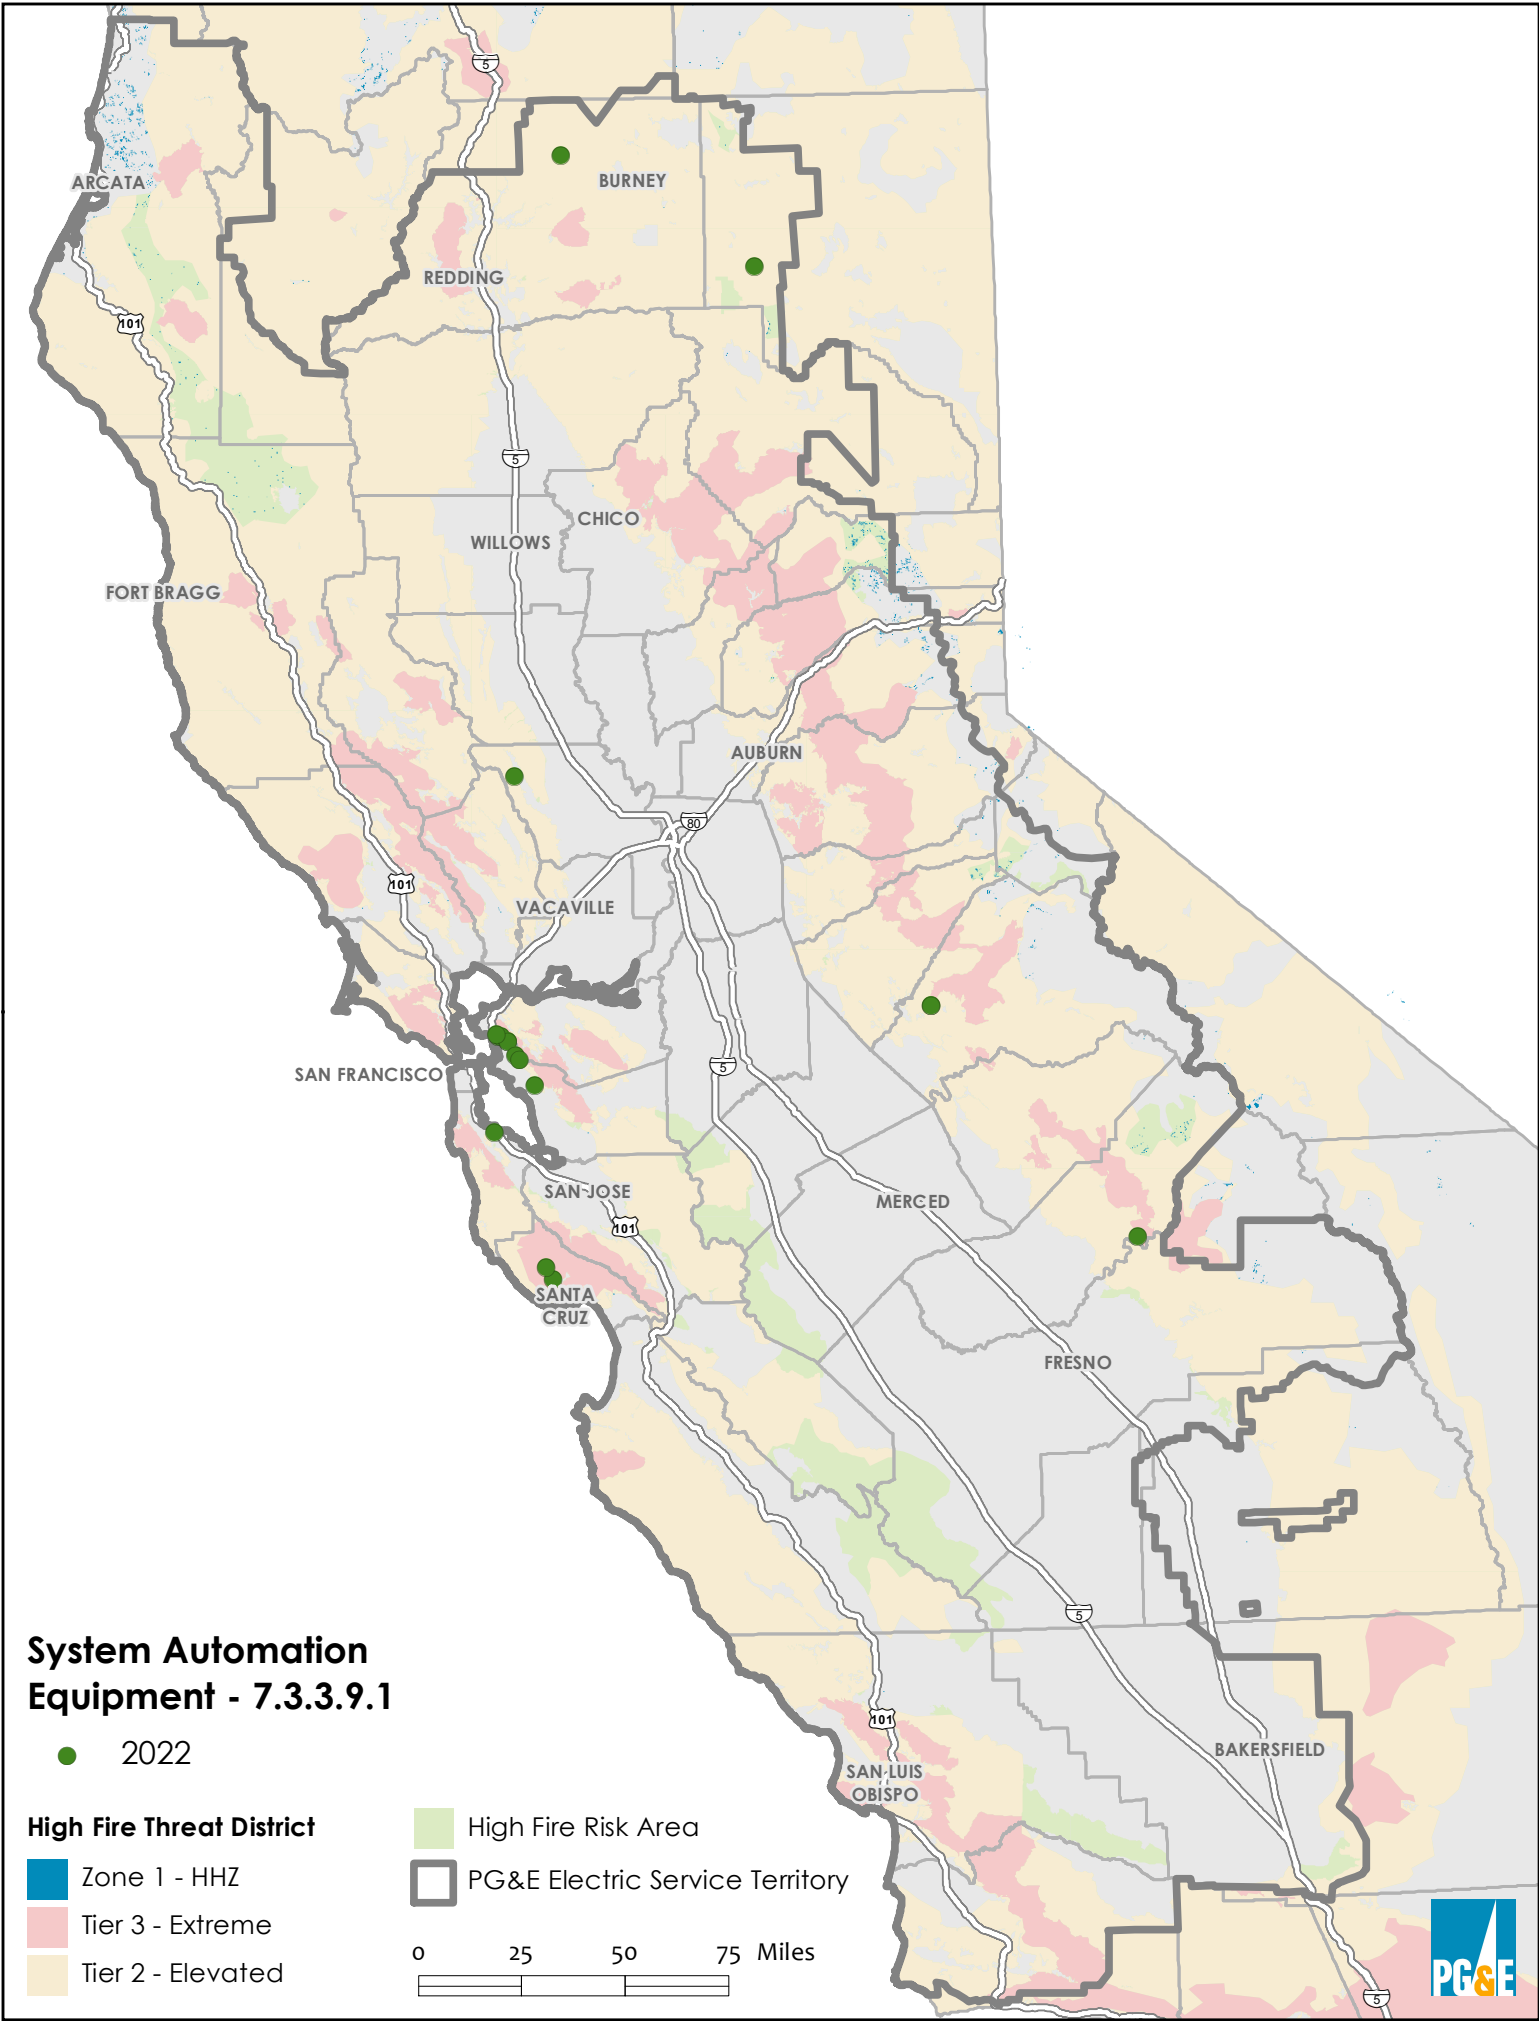 5
ARCATA
BURNEY
REDDING
101
5
CHICO
WILLOWS
FORT BRAGG
AUBURN
80
101
VACAVILLE
SAN FRANCISCO
5
SAN JOSE
MERCED
101
SANTA
CRUZ
FRESNO
5
101
BAKERSFIELD
SAN LUIS
OBISPO
5
System Automation
Equipment - 7.3.3.9.1
2022
High Fire Threat District
Zone 1 - HHZ
Tier 3 - Extreme
Tier 2 - Elevated
High Fire Risk Area
PG&E Electric Service Territory
0 25 50 75 Miles
PG&E